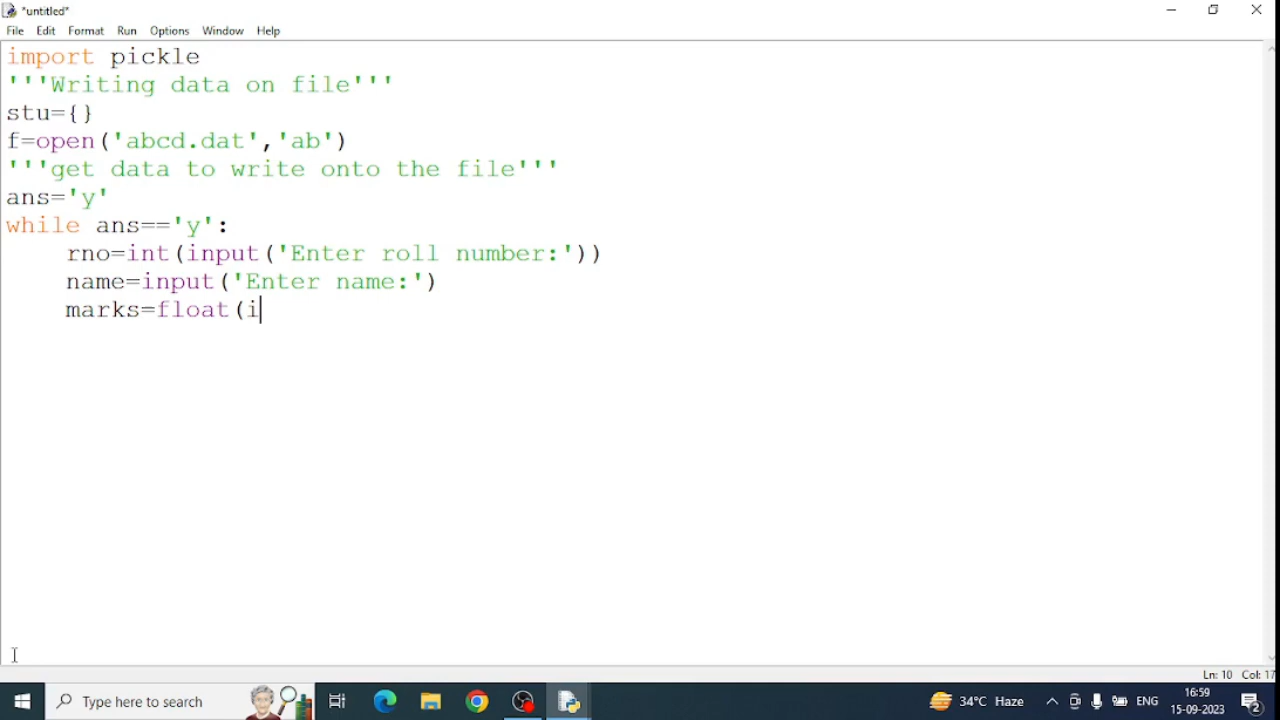 *untitled*
File Edit Format Run Options Window Help
import pickle
'''Writing data on file'''
stu={}
f=open('abcd.dat','ab')
'''get data to write onto the file'''
ans='y'
while ans=='y':
    rno=int(input('Enter roll number:'))
    name=input('Enter name:')
    marks=float(i
Ln: 10 Col: 17
Type here to search
34°C Haze
ENG
16:59
15-09-2023
2